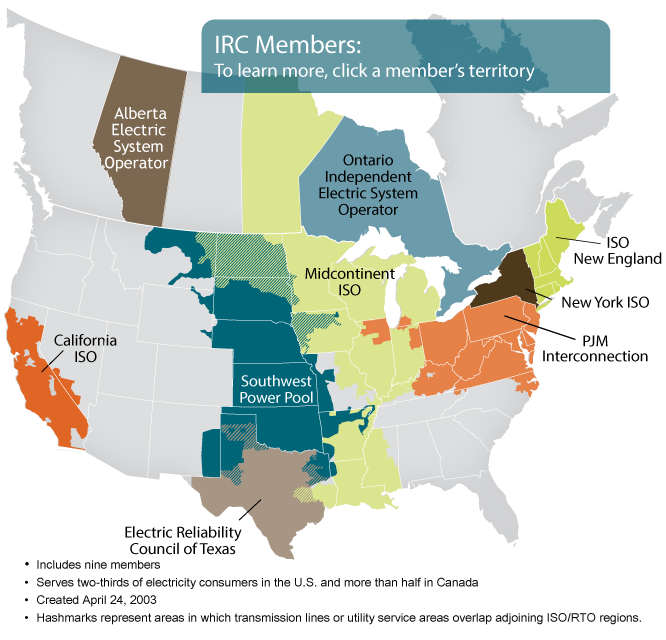 IRC Members:
To learn more, click a member's territory
Alberta
Electric
System
Operator
Ontario
Independent
Electric System
Operator
ISO
New England
Midcontinent
ISO
New York ISO
California
ISO
PJM
Interconnection
Southwest
Power Pool
Electric Reliability
Council of Texas
• Includes nine members
• Serves two-thirds of electricity consumers in the U.S. and more than half in Canada
• Created April 24, 2003
• Hashmarks represent areas in which transmission lines or utility service areas overlap adjoining ISO/RTO regions.